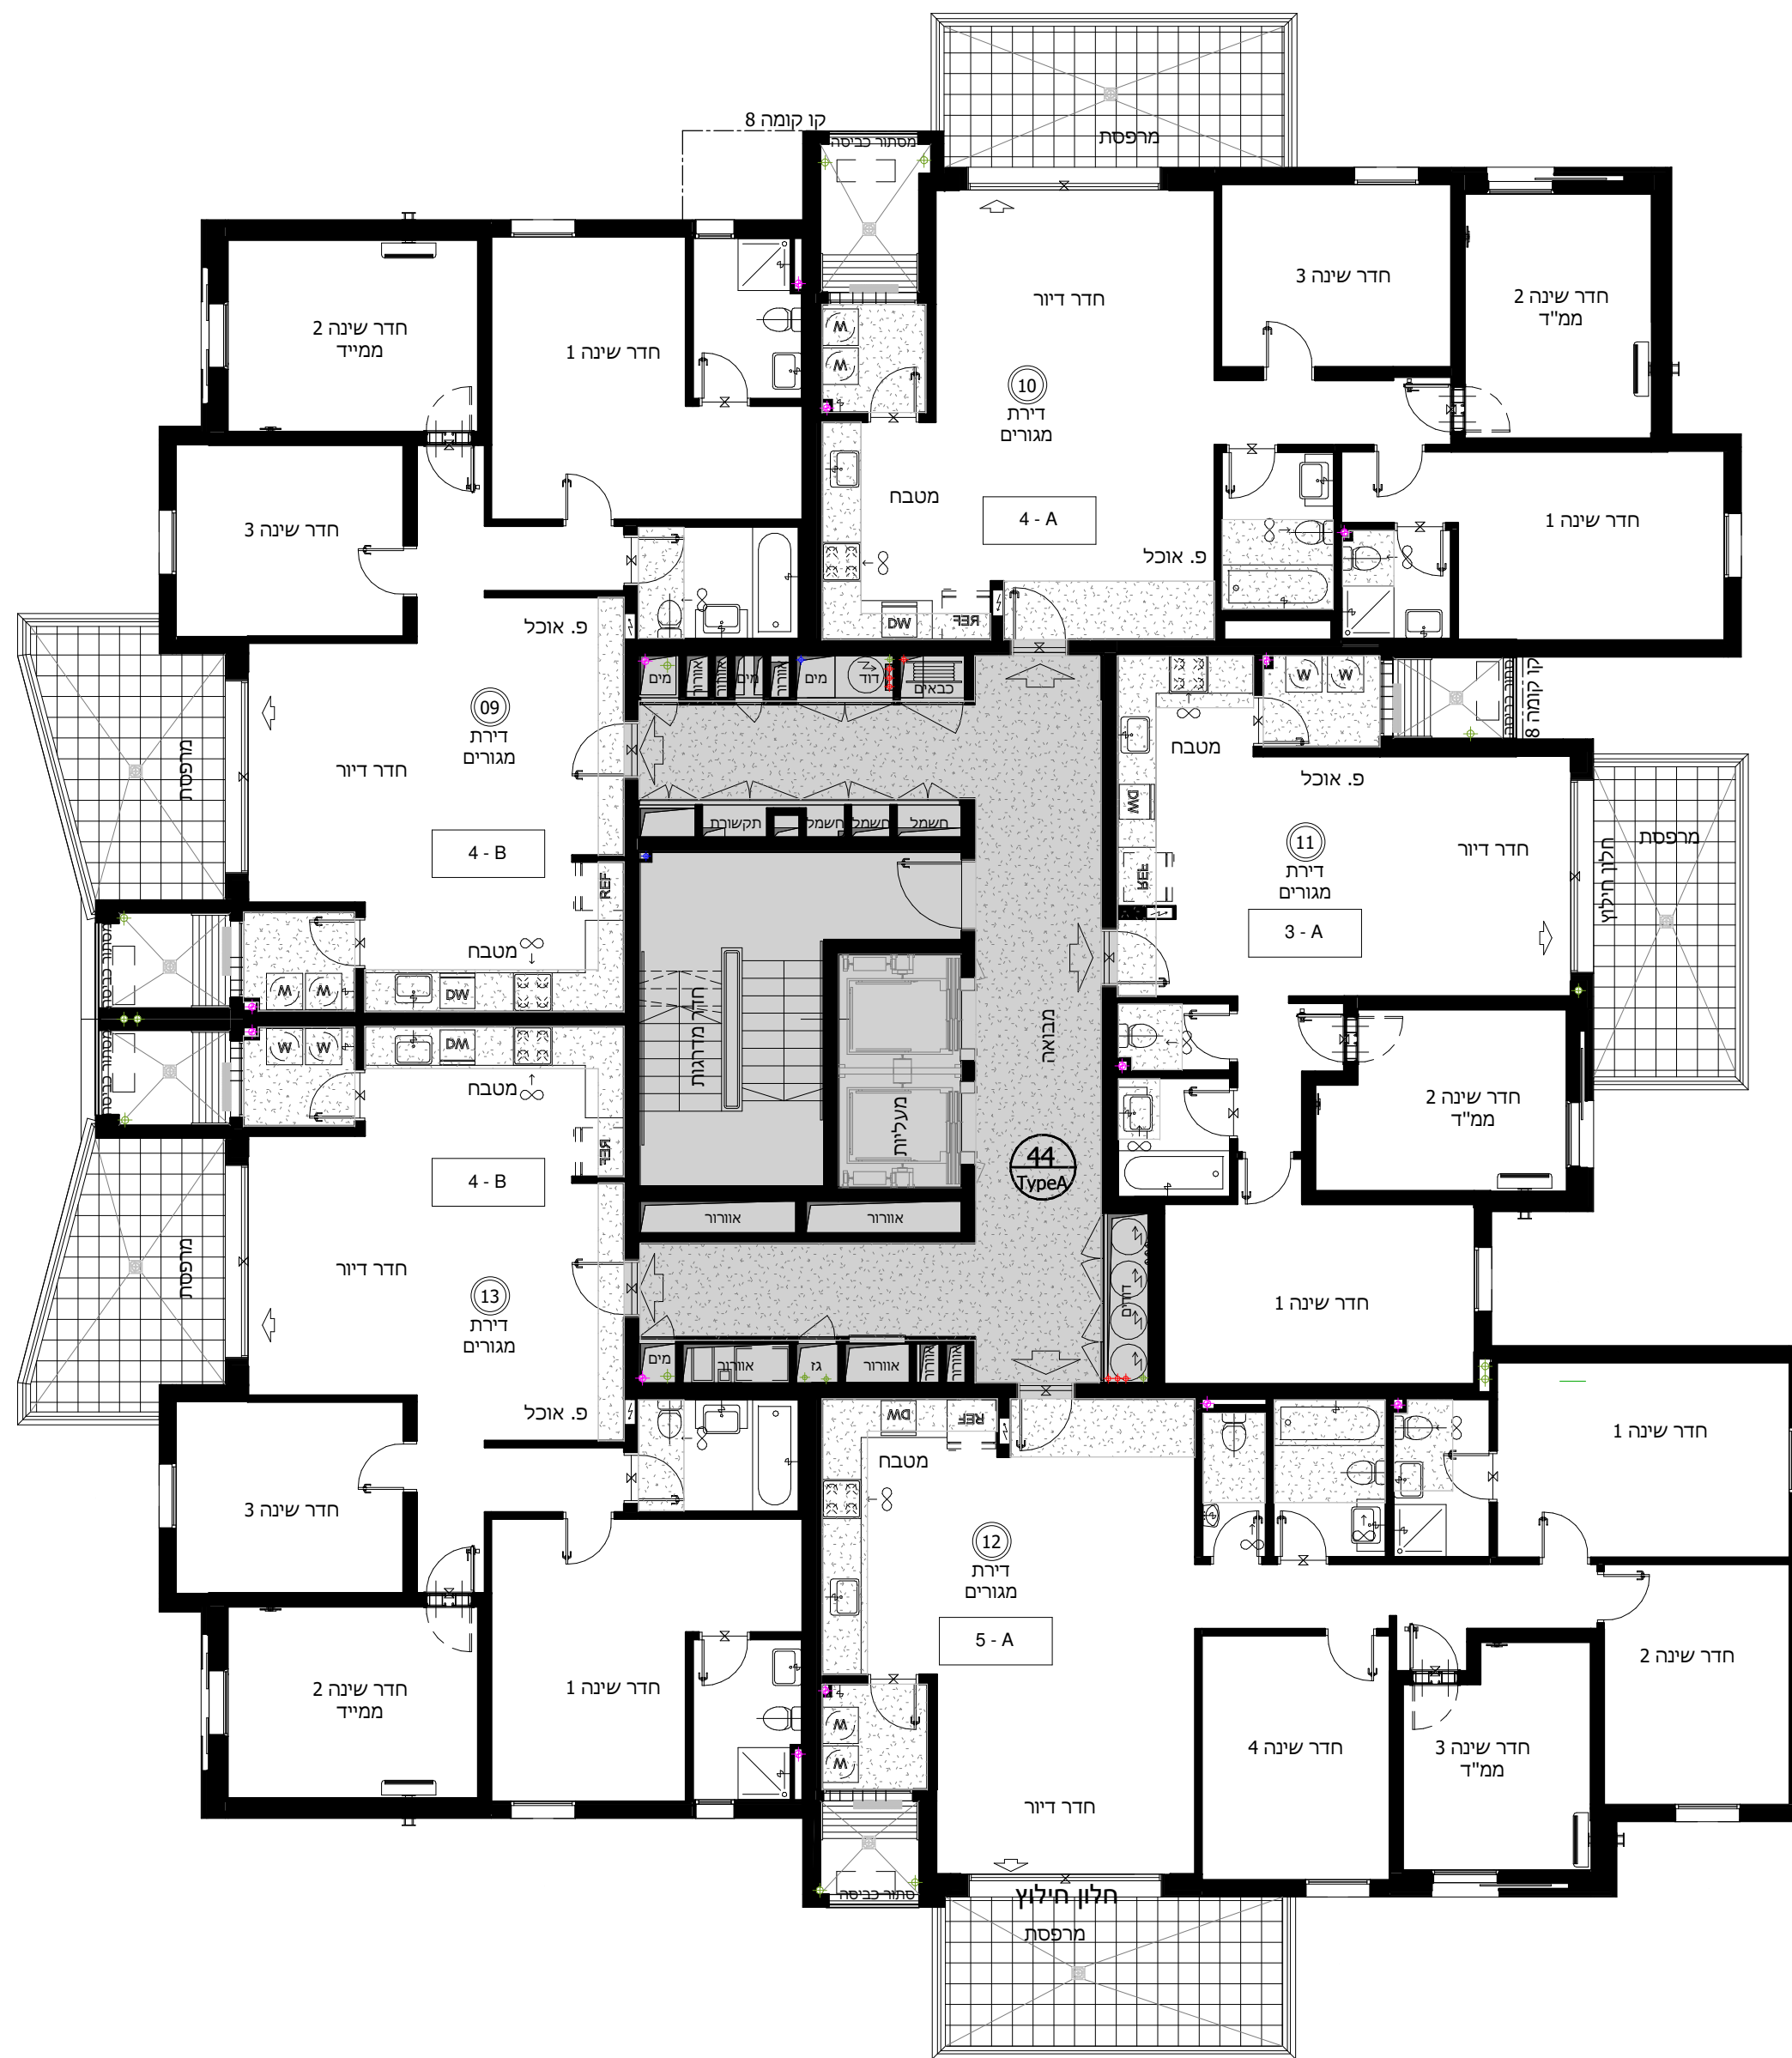 קו קומה 8
מסתור כביסה
מרפסת
חדר שינה 2
ממייד
חדר שינה 1
חדר שינה 3
W
W
חדר דיור
10
דירת
מגורים
4 - A
מטבח
פ. אוכל
DW
REF
חדר שינה 3
חדר שינה 2
ממ"ד
חדר שינה 1
פ. אוכל
09
דירת
מגורים
חדר דיור
מרפסת
4 - B
REF
מטבח
DW
W
W
מים
אוורור
אוורור
מים
אוורור
מים
דוד
כבאים
תקשורת
חשמל
חשמל
חשמל
חדר מדרגות
מעליות
מבואה
44
TypeA
אוורור
אוורור
דודים
מים
אוורור
גז
אוורור
אוורור
אוורור
W
W
קו קומה 8
מטבח
פ. אוכל
DW
REF
11
דירת
מגורים
חדר דיור
3 - A
חלון חילוץ
מרפסת
חדר שינה 2
ממ"ד
חדר שינה 1
W
W
DW
מטבח
REF
4 - B
חדר דיור
מרפסת
13
דירת
מגורים
פ. אוכל
חדר שינה 3
חדר שינה 2
ממייד
חדר שינה 1
DW
REF
מטבח
12
דירת
מגורים
5 - A
W
W
חדר דיור
סתור כביסה
חלון חילוץ
מרפסת
חדר שינה 1
חדר שינה 2
חדר שינה 4
חדר שינה 3
ממ"ד